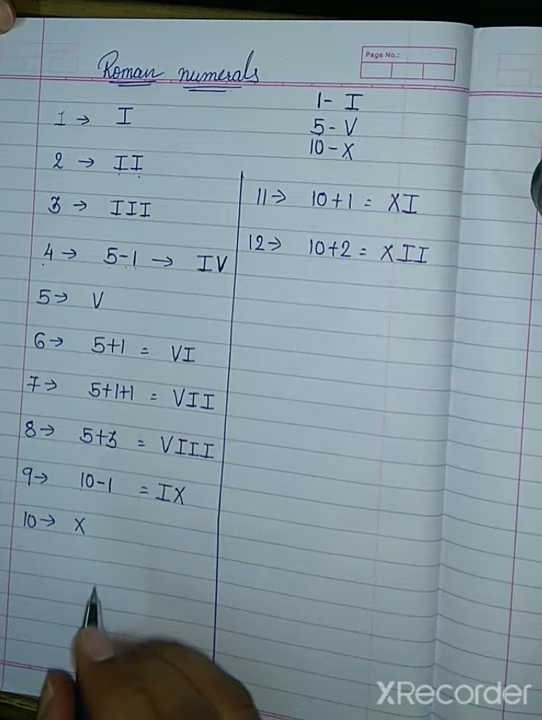 Roman numerals
Page No.:
1- I
5- V
10- X
1 → I
2 → II
3 → III
4 → 5-1 → IV
5 → V
6 → 5+1 = VI
7 → 5+1+1 = VII
8 → 5+3 = VIII
9 → 10-1 = IX
10 → X
11 → 10+1 = XI
12 → 10+2 = XII
XRecorder